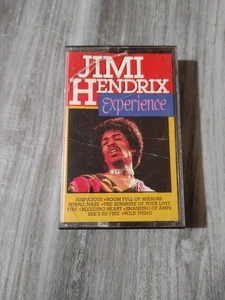 JIMI
HENDRIX
Experience
SUSPICIOUS • ROOM FULL OF MIRRORS
PURPLE HAZE • THE SUNSHINE OF YOUR LOVE
FIRE • BLEEDING HEART • SMASHING OF AMPS
SHE'S SO FINE • WILD THING